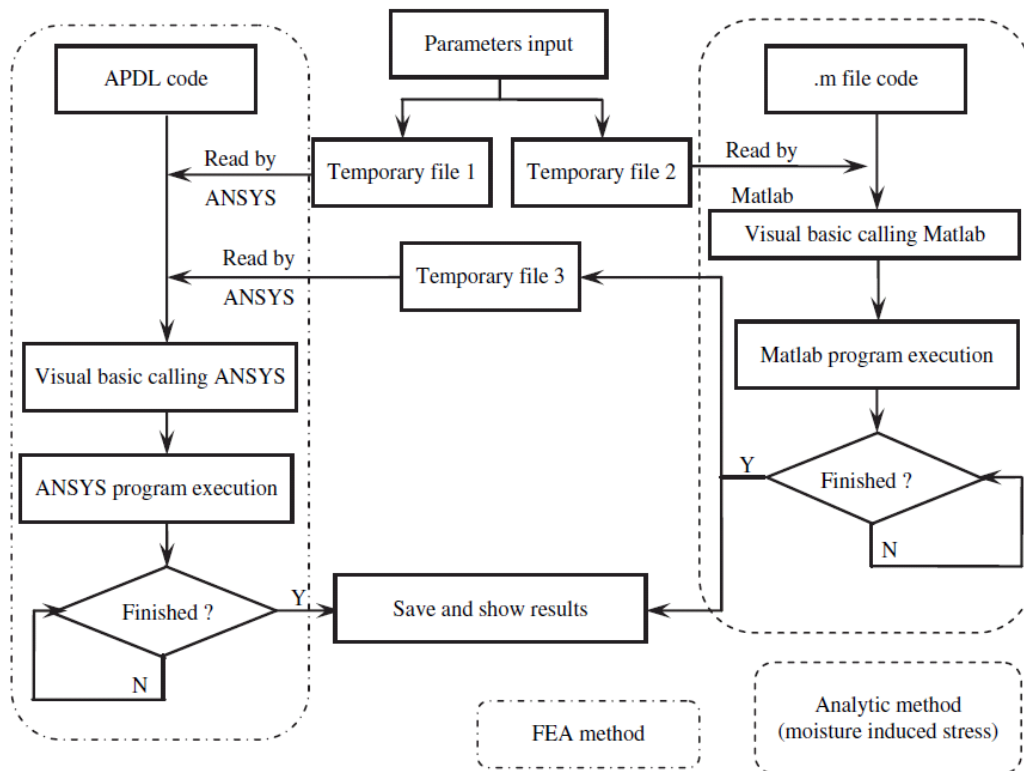 Parameters input
APDL code
.m file code
Read by
ANSYS
Temporary file 1
Temporary file 2
Read by
Matlab
Visual basic calling Matlab
Read by
ANSYS
Temporary file 3
Matlab program execution
Visual basic calling ANSYS
ANSYS program execution
Y
Finished ?
N
Finished ?
Y
N
Save and show results
FEA method
Analytic method
(moisture induced stress)